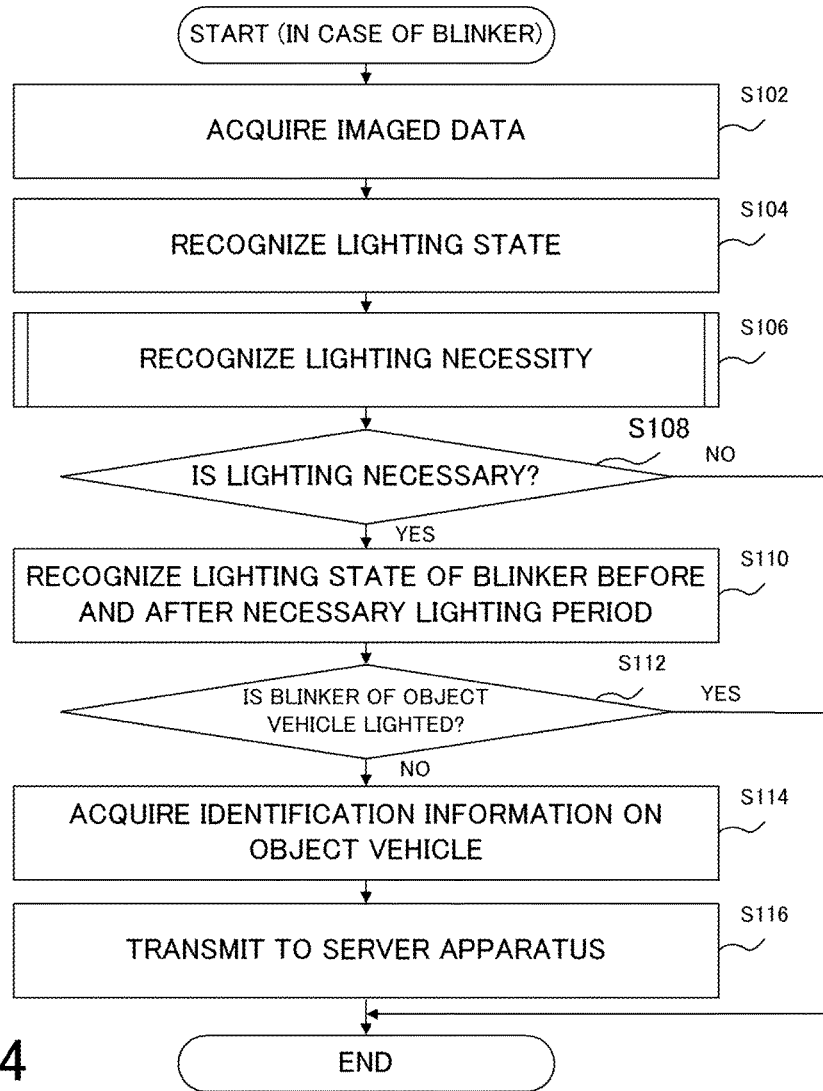 START (IN CASE OF BLINKER)
S102
ACQUIRE IMAGED DATA
S104
RECOGNIZE LIGHTING STATE
S106
RECOGNIZE LIGHTING NECESSITY
S108
IS LIGHTING NECESSARY?
NO
YES
S110
RECOGNIZE LIGHTING STATE OF BLINKER BEFORE
AND AFTER NECESSARY LIGHTING PERIOD
S112
IS BLINKER OF OBJECT
VEHICLE LIGHTED?
YES
NO
S114
ACQUIRE IDENTIFICATION INFORMATION ON
OBJECT VEHICLE
S116
TRANSMIT TO SERVER APPARATUS
4
END